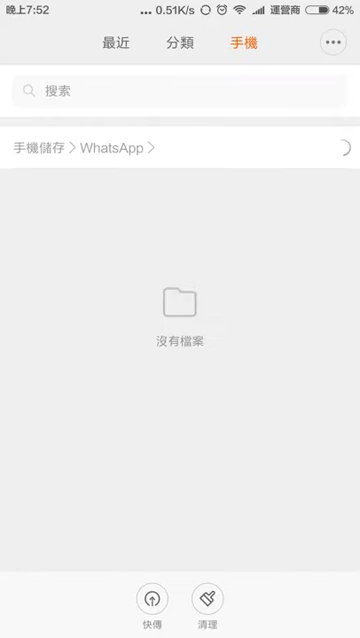 晚上7:52 ... 0.51K/s 運營商 42%
最近 分類 手機
搜索
手機儲存 > WhatsApp >
沒有檔案
快傳 清理